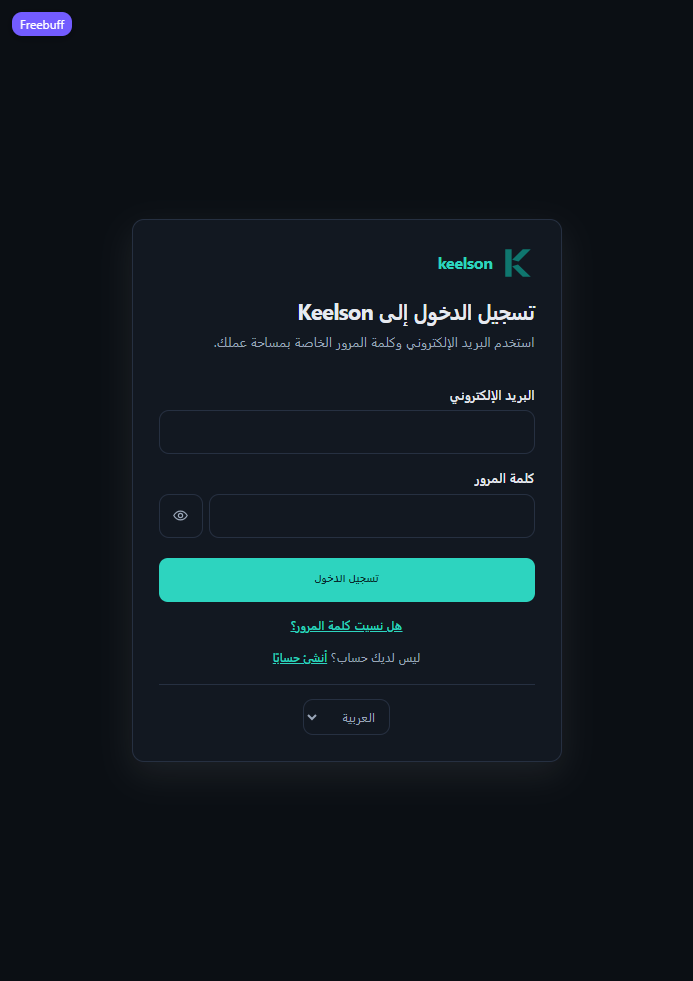 Freebuff
keelson
تسجيل الدخول إلى Keelson
استخدم البريد الإلكتروني وكلمة المرور الخاصة بمساحة عملك.
البريد الإلكتروني
كلمة المرور
تسجيل الدخول
هل نسيت كلمة المرور؟
ليس لديك حساب؟ أنشئ حسابًا
العربية